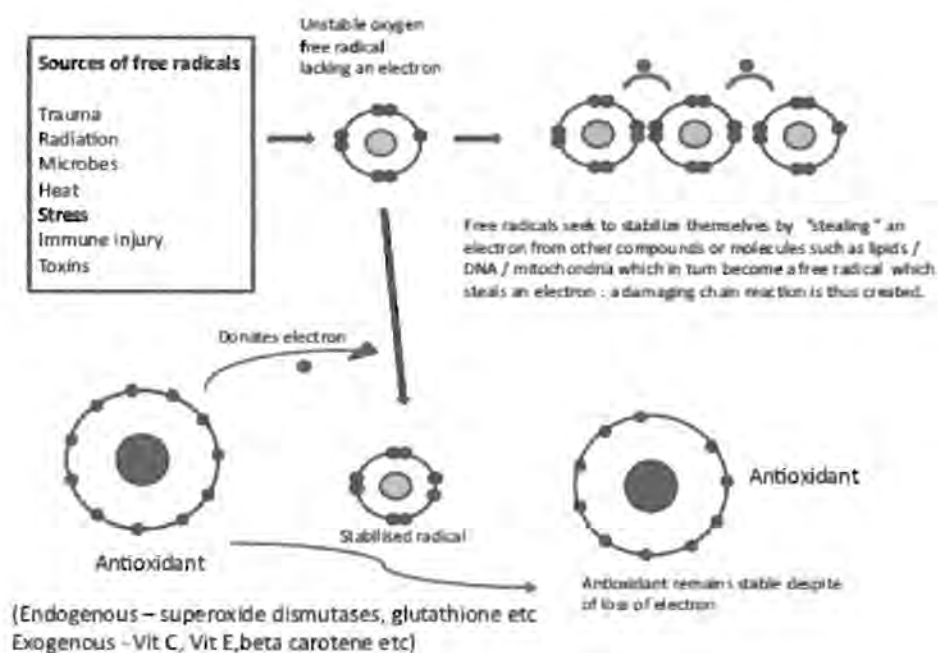 Sources of free radicals
Trauma
Radiation
Microbes
Heat
Stress
Immune injury
Toxins
Unstable oxygen
free radical
lacking an electron
Free radicals seek to stabilize themselves by "stealing" an
electron from other compounds or molecules such as lipids /
DNA / mitochondria which in turn become a free radical which
steals an electron : a damaging chain reaction is thus created.
Donates electron
Antioxidant
Stabilised radical
Antioxidant
Antioxidant remains stable despite
of loss of electron
(Endogenous – superoxide dismutases, glutathione etc
Exogenous - Vit C, Vit E,beta carotene etc)